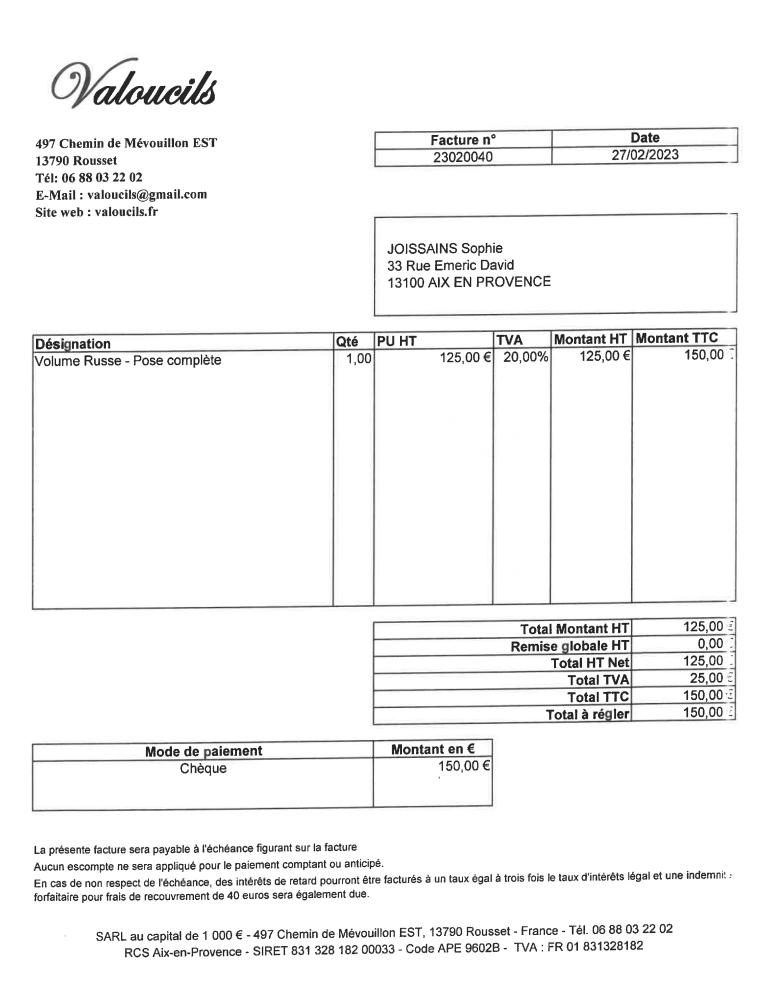 Valoucils
497 Chemin de Mévouillon EST
13790 Rousset
Tél: 06 88 03 22 02
E-Mail : valoucils@gmail.com
Site web : valoucils.fr
Facture n° Date
23020040 27/02/2023
JOISSAINS Sophie
33 Rue Emeric David
13100 AIX EN PROVENCE
Désignation Qté PU HT TVA Montant HT Montant TTC
Volume Russe - Pose complète 1,00 125,00 € 20,00% 125,00 € 150,00
Total Montant HT 125,00
Remise globale HT 0,00
Total HT Net 125,00
Total TVA 25,00
Total TTC 150,00
Total à régler 150,00
Mode de paiement Montant en €
Chèque 150,00 €
La présente facture sera payable à l'échéance figurant sur la facture
Aucun escompte ne sera appliqué pour le paiement comptant ou anticipé.
En cas de non respect de l'échéance, des intérêts de retard pourront être facturés à un taux égal à trois fois le taux d'intérêts légal et une
forfaitaire pour frais de recouvrement de 40 euros sera également due.
SARL au capital de 1 000 € - 497 Chemin de Mévouillon EST, 13790 Rousset - France - Tél. 06 88 03 22 02
RCS Aix-en-Provence - SIRET 831 328 182 00033 - Code APE 9602B - TVA : FR 01 831328182